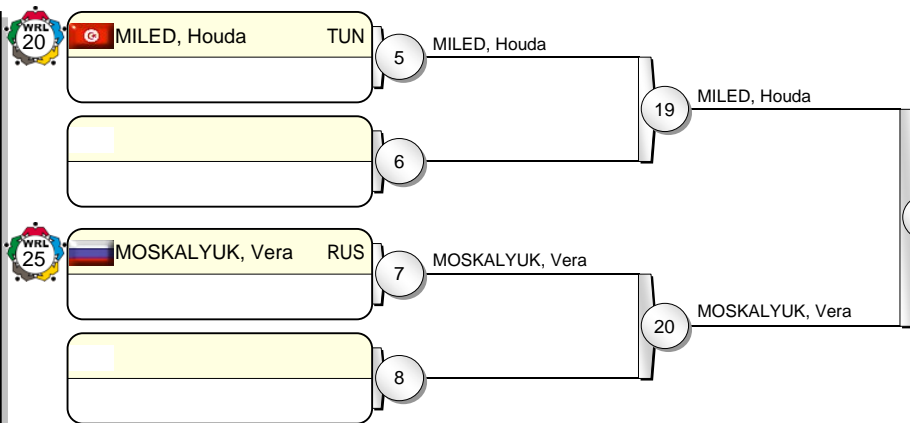 WRL
20
MILED, Houda TUN
5
MILED, Houda
19
MILED, Houda
6
WRL
25
MOSKALYUK, Vera RUS
7
MOSKALYUK, Vera
20
MOSKALYUK, Vera
8